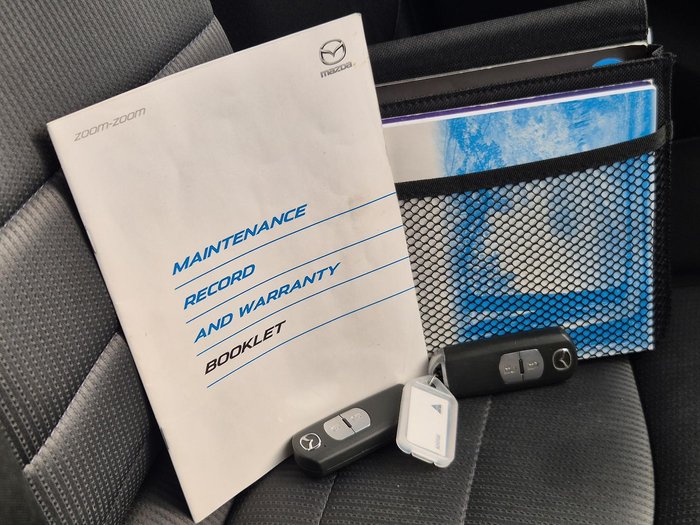 mazda
zoom-zoom
MAINTENANCE
RECORD
AND WARRANTY
BOOKLET